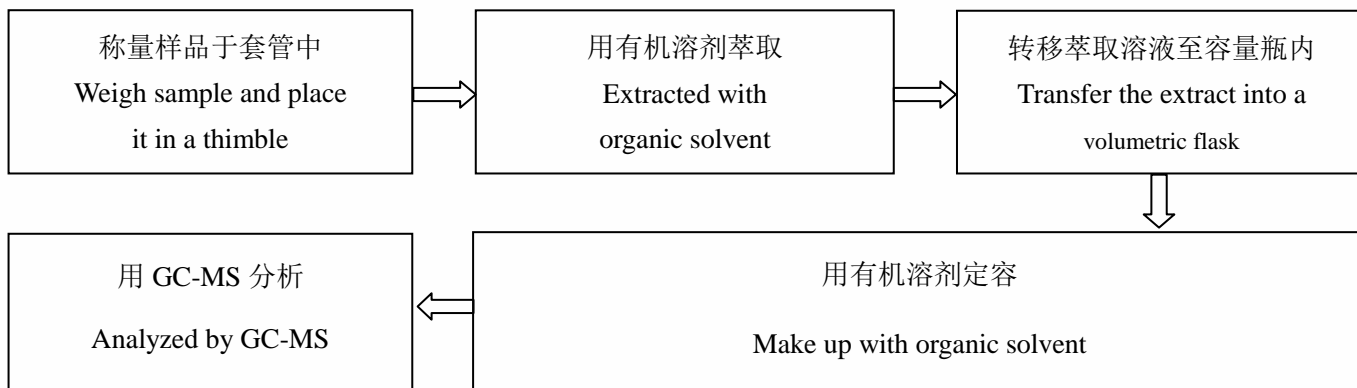 称量样品于套管中
Weigh sample and place
it in a thimble
用有机溶剂萃取
Extracted with
organic solvent
转移萃取溶液至容量瓶内
Transfer the extract into a
volumetric flask
用有机溶剂定容
Make up with organic solvent
用 GC-MS 分析
Analyzed by GC-MS